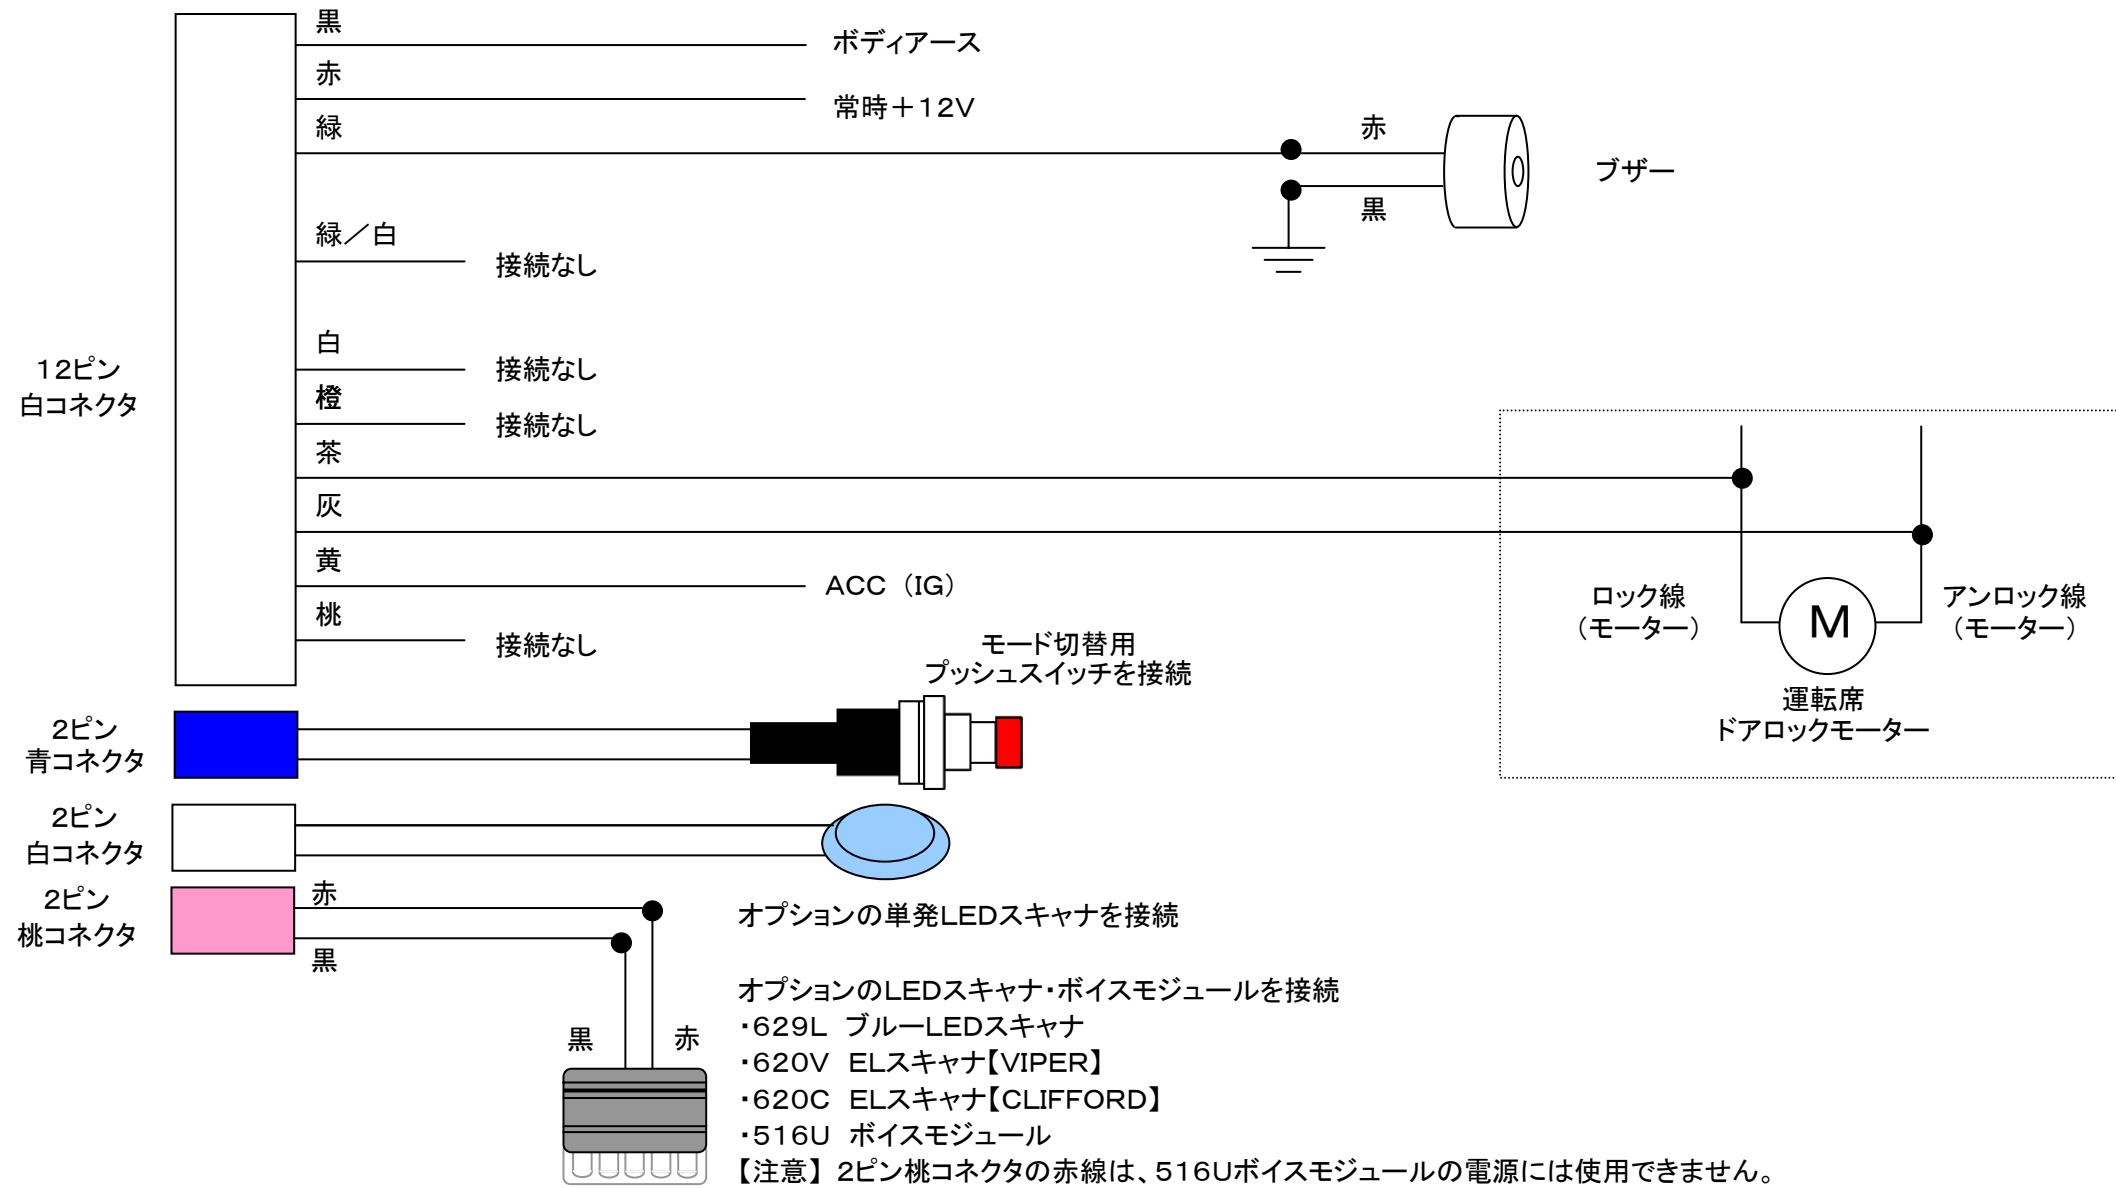 黒
ボディアース
赤
常時＋12V
緑
赤
ブザー
黒
緑／白
接続なし
白
接続なし
12ピン
白コネクタ
橙
接続なし
茶
灰
黄
ACC（IG）
桃
接続なし
ロック線
（モーター）
M
アンロック線
（モーター）
運転席
ドアロックモーター
モード切替用
プッシュスイッチを接続
2ピン
青コネクタ
2ピン
白コネクタ
2ピン
桃コネクタ
赤
黒
オプションの単発LEDスキャナを接続
黒
赤
オプションのLEDスキャナ・ボイスモジュールを接続
・629L ブルーLEDスキャナ
・620V ELスキャナ【VIPER】
・620C ELスキャナ【CLIFFORD】
・516U ボイスモジュール
【注意】 2ピン桃コネクタの赤線は、516Uボイスモジュールの電源には使用できません。